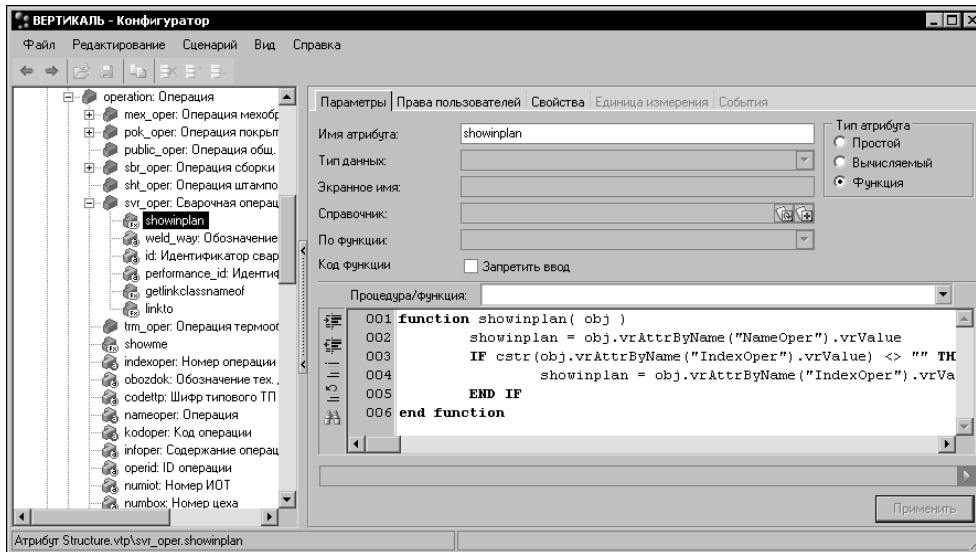 ВЕРТИКАЛЬ - Конфигуратор
Файл Редактирование Сценарий Вид Справка
operation: Операция
mex_oper: Операция мехобр
pok_oper: Операция покрыт
public_oper: Операция общ.
sbr_oper: Операция сборки
sht_oper: Операция штампо
svr_oper: Сварочная операц
showinplan
weld_way: Обозначение
id: Идентификатор свар
performance_id: Идентиф
getlinkclassnameof
linkto
trm_oper: Операция термооб
showme
indexoper: Номер операции
obozdok: Обозначение тех.
codettp: Шифр типового ТП
nameoper: Операция
kodoper: Код операции
infoper: Содержание операц
operid: ID операции
numiot: Номер ИОТ
numbox: Номер цеха
Параметры Права пользователей Свойства Единица измерения События
Имя атрибута: showinplan
Тип данных:
Экранное имя:
Справочник:
По функции:
Код функции Запретить ввод
Тип атрибута
Простой
Вычисляемый
Функция
Процедура/функция:
001 function showinplan( obj )
002 showinplan = obj.vrAttrByName("NameOper").vrValue
003 IF cstr(obj.vrAttrByName("IndexOper").vrValue) <> "" TH
004 showinplan = obj.vrAttrByName("IndexOper").vrVa
005 END IF
006 end function
Применить
Атрибут Structure.vtp\svr_oper.showinplan